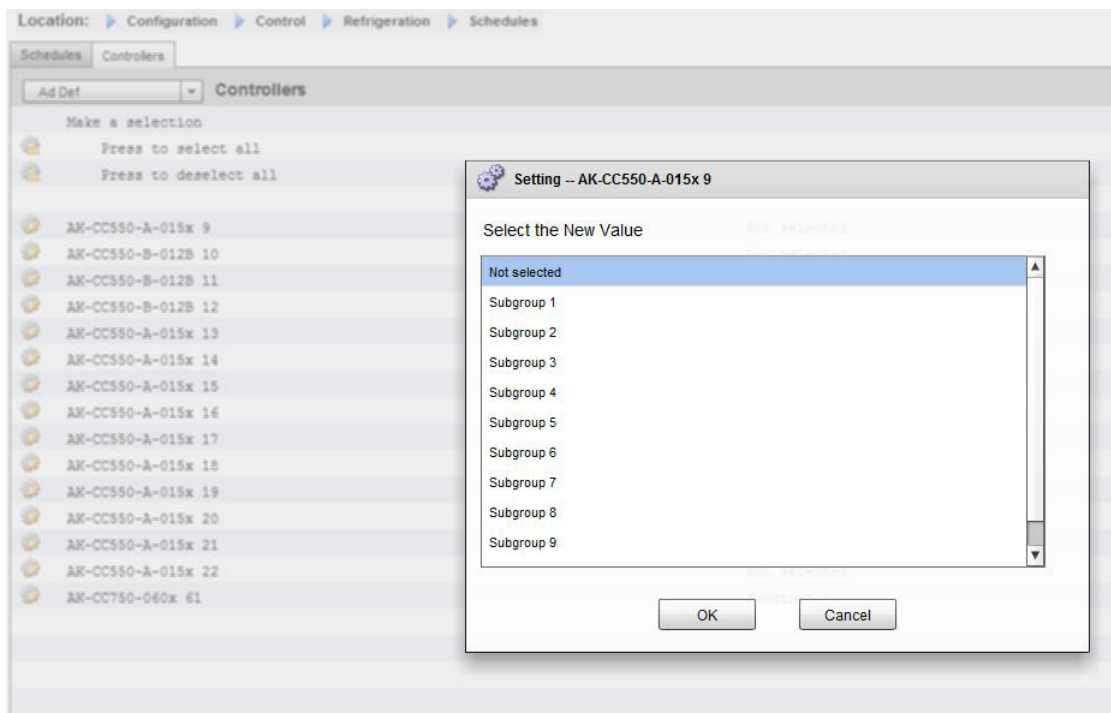 Location: Configuration Control Refrigeration Schedules
Schedules Controllers
Ad Def Controllers
Make a selection
Press to select all
Press to deselect all
AK-CC550-A-015x 9
AK-CC550-B-012B 10
AK-CC550-B-012B 11
AK-CC550-B-012B 12
AK-CC550-A-015x 13
AK-CC550-A-015x 14
AK-CC550-A-015x 15
AK-CC550-A-015x 16
AK-CC550-A-015x 17
AK-CC550-A-015x 18
AK-CC550-A-015x 19
AK-CC550-A-015x 20
AK-CC550-A-015x 21
AK-CC550-A-015x 22
AK-CC750-060x 61
Setting -- AK-CC550-A-015x 9
Select the New Value
Not selected
Not selected
Subgroup 1
Subgroup 2
Subgroup 3
Subgroup 4
Subgroup 5
Subgroup 6
Subgroup 7
Subgroup 8
Subgroup 9
Not selected
OK Cancel